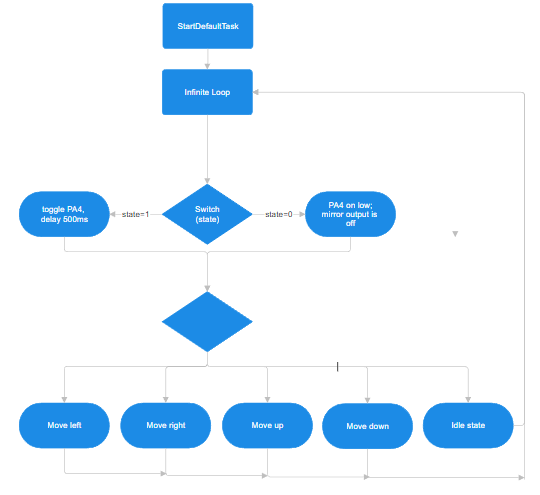 StartDefaultTask
Infinite Loop
toggle PA4,
delay 500ms
state=1
Switch
(state)
state=0
PA4 on low;
mirror output is
off
Move left
Move right
Move up
Move down
Idle state